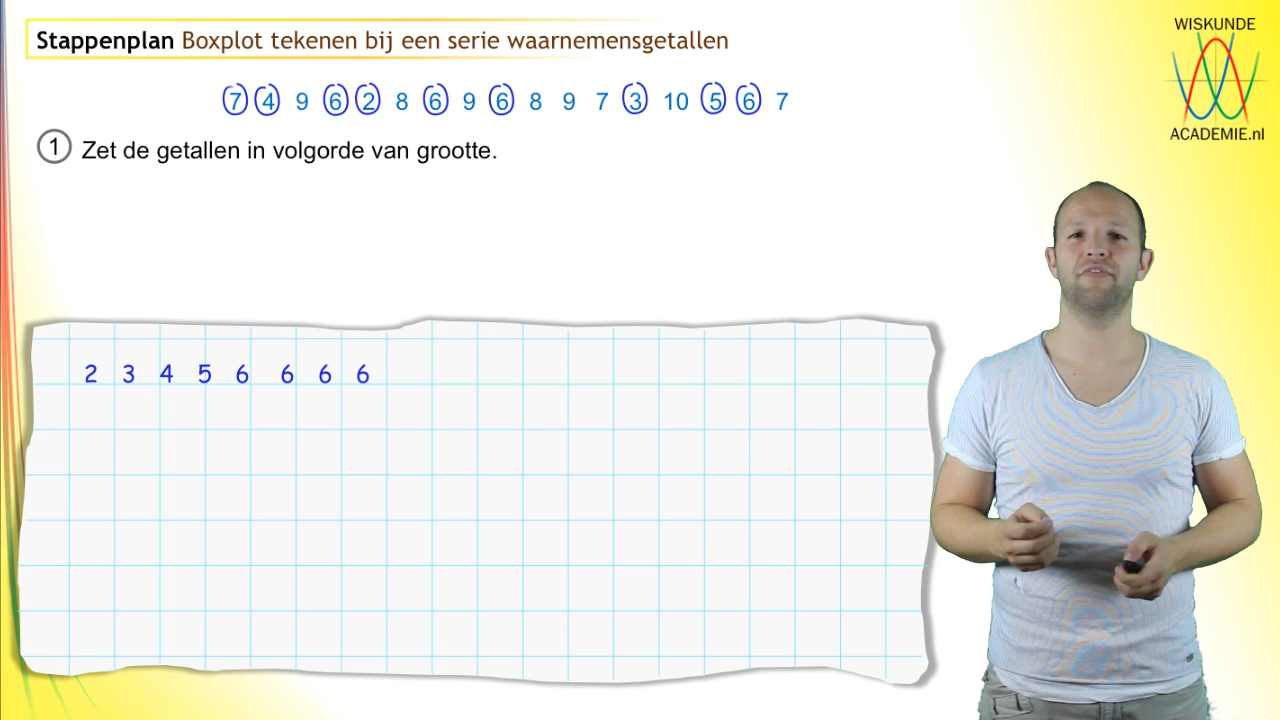 Stappenplan Boxplot tekenen bij een serie waarnemensgetallen
7 4 9 6 2 8 6 9 6 8 9 7 3 10 5 6 7
1 Zet de getallen in volgorde van grootte.
2 3 4 5 6 6 6 6
WISKUNDE
ACADEMIE.nl